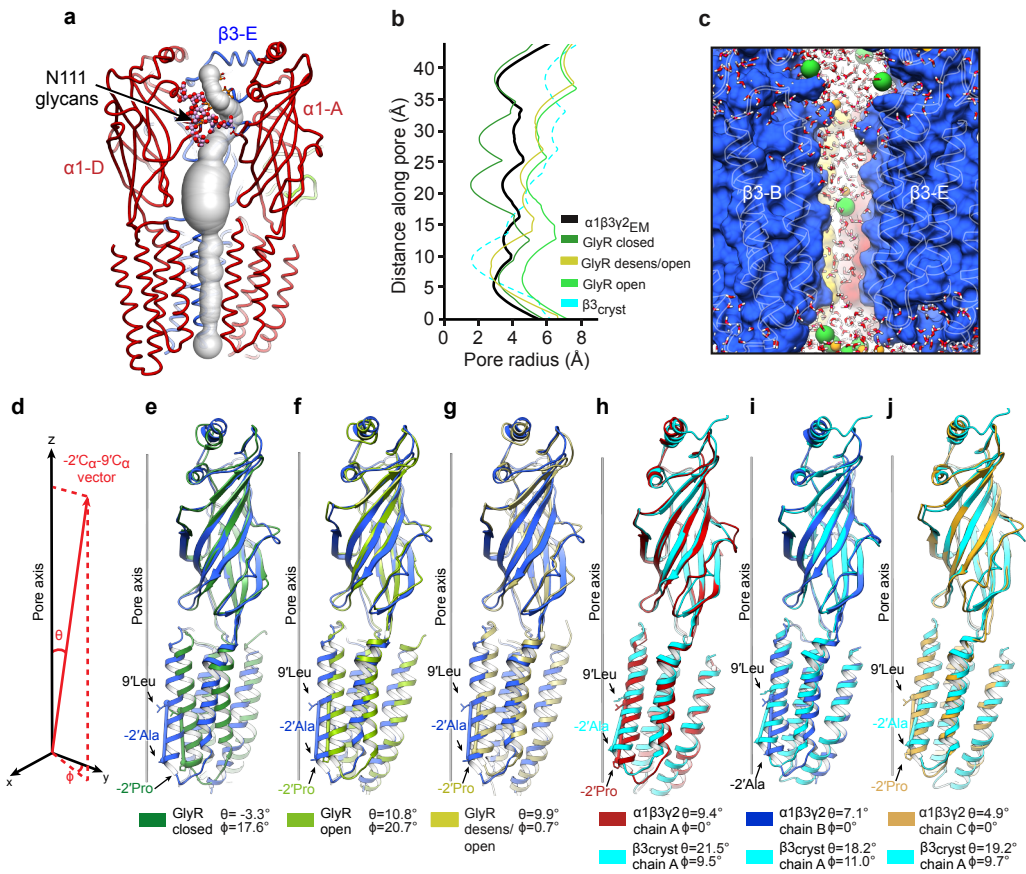 a
β3-E
N111
glycans
α1-A
α1-D
b
Distance along pore (Å)
40
35
30
25
20
15
10
5
0
0 2 4 6 8
Pore radius (Å)
α1β3γ2EM
GlyR closed
GlyR desens/open
GlyR open
β3cryst
c
β3-B
β3-E
d
z
-2′Cα-9′Cα
vector
Pore axis
θ
x
ϕ
y
e
Pore axis
9′Leu
-2′Ala
-2′Pro
GlyR
closed
θ= -3.3°
ϕ=17.6°
f
Pore axis
9′Leu
-2′Ala
-2′Pro
GlyR
open
θ=10.8°
ϕ=20.7°
g
Pore axis
9′Leu
-2′Ala
-2′Pro
GlyR
desens/
open
θ=9.9°
ϕ=0.7°
h
Pore axis
9′Leu
-2′Ala
-2′Pro
α1β3γ2 θ=9.4°
chain A ϕ=0°
β3cryst θ=21.5°
chain A ϕ=9.5°
i
Pore axis
9′Leu
-2′Ala
-2′Ala
α1β3γ2 θ=7.1°
chain B ϕ=0°
β3cryst θ=18.2°
chain A ϕ=11.0°
j
Pore axis
9′Leu
-2′Ala
-2′Pro
α1β3γ2 θ=4.9°
chain C ϕ=0°
β3cryst θ=19.2°
chain A ϕ=9.7°